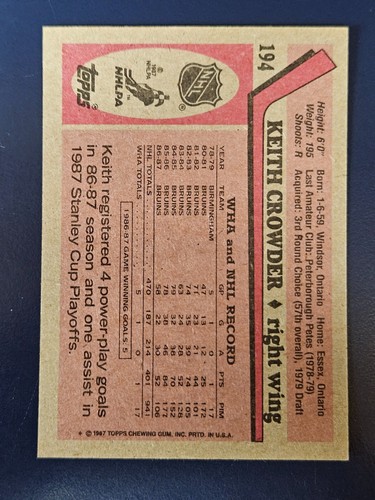 194
KEITH CROWDER ♦ right wing
Height: 6'0" Born: 1-6-59, Windsor, Ontario Home: Essex, Ontario
Weight: 195 Last Amateur Club: Peterborough Petes (1978-79)
Shoots: R Acquired: 3rd Round Choice (57th overall), 1979 Draft
NHL
1987 NHLPA
NHLPA
topps
WHA and NHL RECORD
YEAR TEAM GP G A PTS PIM
78-79 BIRMINGHAM 5 1 0 1 17
80-81 BRUINS 47 13 12 25 172
81-82 BRUINS 71 23 21 44 101
82-83 BRUINS 74 35 39 74 105
83-84 BRUINS 63 24 28 52 128
84-85 BRUINS 79 32 38 70 152
85-86 BRUINS 78 38 46 84 177
86-87 BRUINS 58 22 30 52 106
NHL TOTALS 470 187 214 401 941
WHA TOTALS 5 1 0 1 17
1986-87 GAME WINNING GOALS: 5
Keith registered 4 power-play goals
in 86-87 season and one assist in
1987 Stanley Cup Playoffs.
* © 1987 TOPPS CHEWING GUM, INC. PRTD. IN U.S.A.